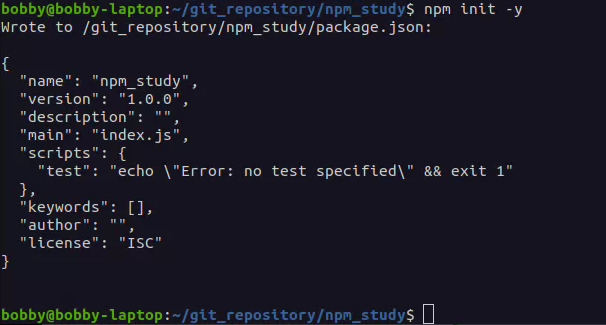 bobby@bobby-laptop:~/git_repository/npm_study$ npm init -y
Wrote to /git_repository/npm_study/package.json:
{
  "name": "npm_study",
  "version": "1.0.0",
  "description": "",
  "main": "index.js",
  "scripts": {
    "test": "echo \"Error: no test specified\" && exit 1"
  },
  "keywords": [],
  "author": "",
  "license": "ISC"
}
bobby@bobby-laptop:~/git_repository/npm_study$